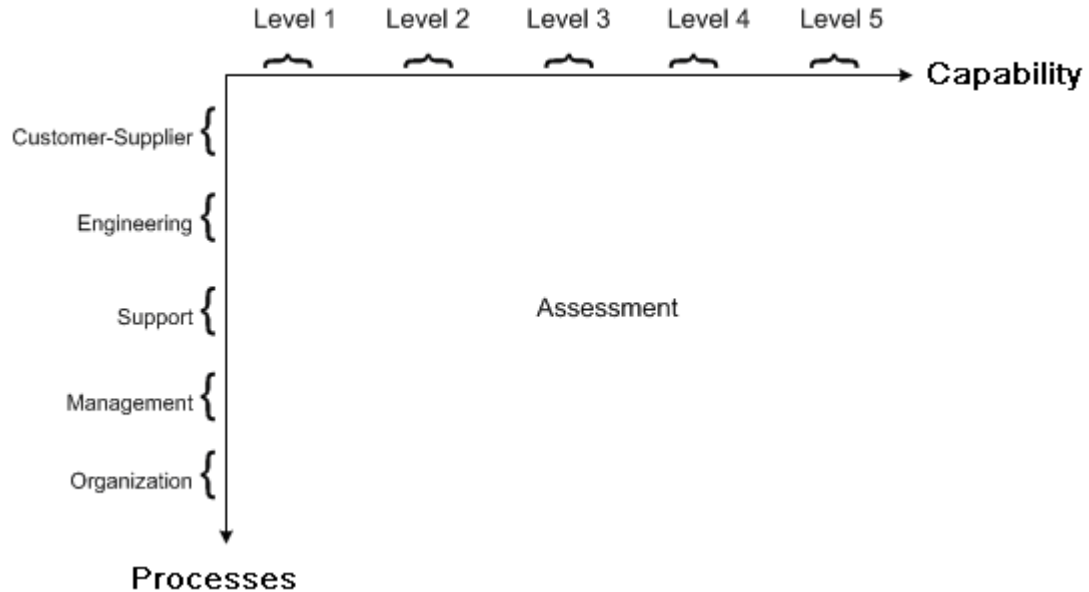 Level 1 Level 2 Level 3 Level 4 Level 5
Capability
Customer-Supplier
Engineering
Support
Assessment
Management
Organization
Processes